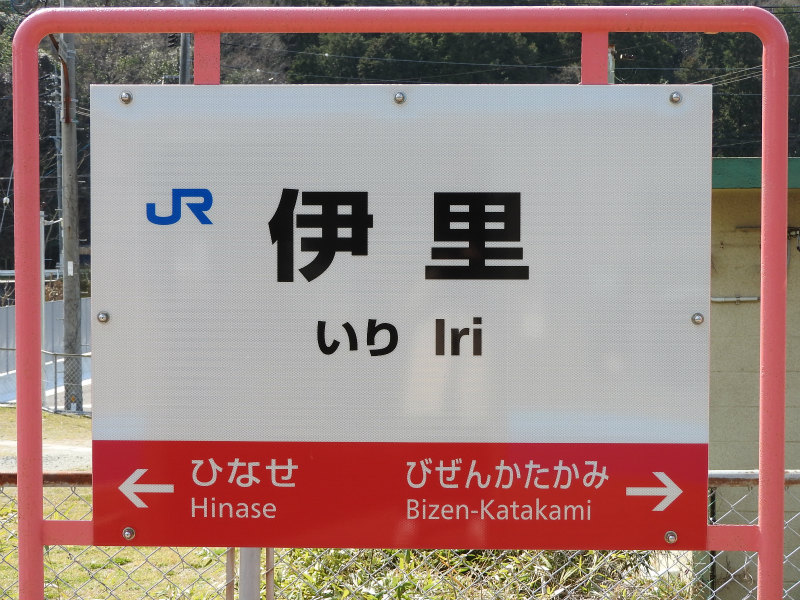 JR 伊里
いり Iri
ひなせ びぜんかたかみ
Hinase Bizen-Katakami